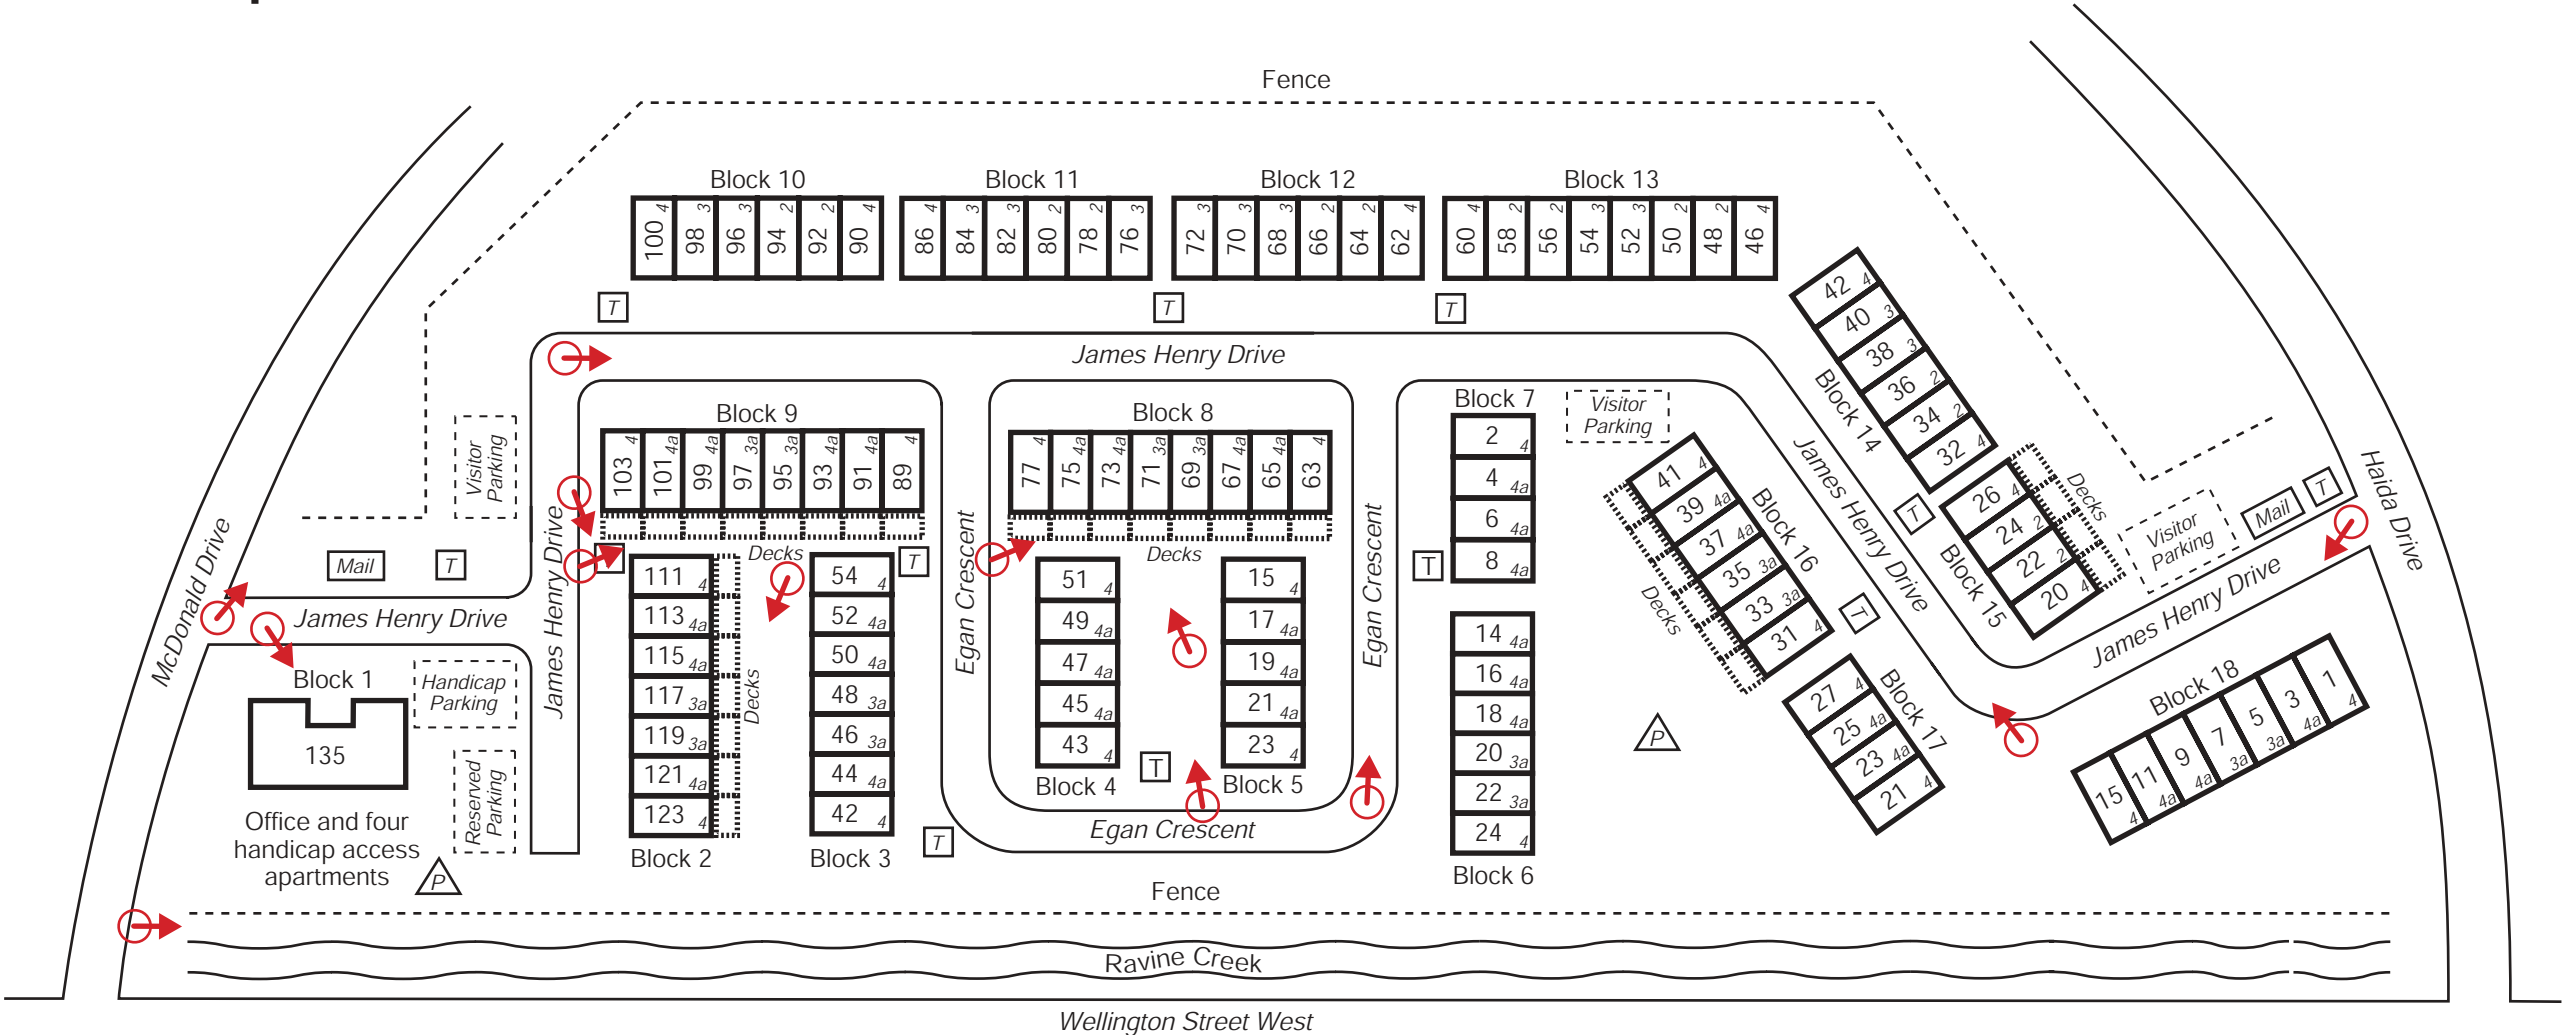 Fence
Block 10
100 4
98 3
96 3
94 2
92 2
90 4
Block 11
86 4
84 3
82 3
80 2
78 2
76 3
Block 12
72 3
70 3
68 3
66 2
64 2
62 4
Block 13
60 4
58 2
56 2
54 3
52 3
50 2
48 2
46 4
T
T
T
James Henry Drive
42 4
40 3
38 3
36 2
34 2
32 4
Block 14
Block 9
103 4
101 4a
99 4a
97 3a
95 3a
93 4a
91 4a
89 4
Block 8
77 4
75 4a
73 4a
71 3a
69 3a
67 4a
65 4a
63 4
Block 7
2 4
4 4a
6 4a
8 4a
Visitor
Parking
41 4
39 4a
37 4a
35 3a
33 3a
31 4
Block 16
Decks
James Henry Drive
T
T
26 4
24 2
22 2
20 4
Block 15
Decks
Visitor
Parking
Mail
T
Haida Drive
James Henry Drive
Visitor
Parking
Mail
T
McDonald Drive
James Henry Drive
James Henry Drive
Block 1
135
Handicap
Parking
Reserved
Parking
Office and four
handicap access
apartments
P
111 4
113 4a
115 4a
117 3a
119 3a
121 4a
123 4
Block 2
Decks
Decks
54 4
52 4a
50 4a
48 3a
46 3a
44 4a
42 4
Block 3
T
T
Egan Crescent
51 4
49 4a
47 4a
45 4a
43 4
Block 4
Decks
T
15 4
17 4a
19 4a
21 4a
23 4
Block 5
Egan Crescent
Egan Crescent
T
14 4a
16 4a
18 4a
20 3a
22 3a
24 4
Block 6
P
27 4
25 4a
23 4a
21 4
Block 17
Block 18
15 4
11 4a
9 4a
7 3a
5 3a
3 4a
1 4
Fence
Ravine Creek
Wellington Street West